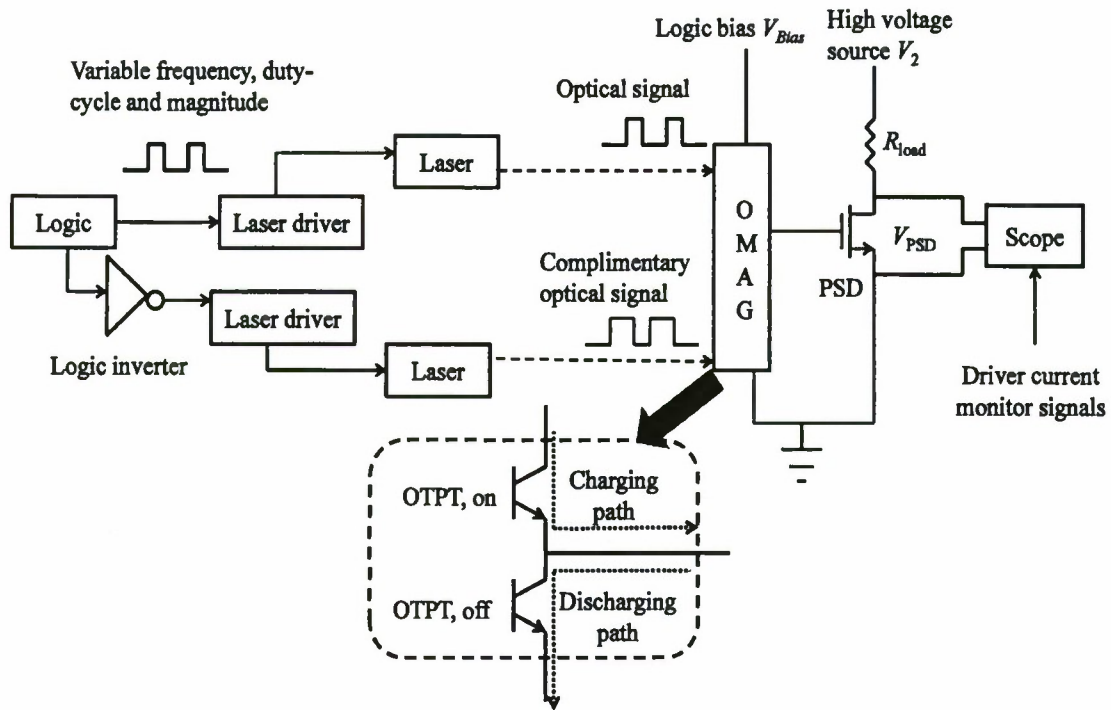 Variable frequency, duty-
cycle and magnitude
Optical signal
Logic bias V_Bias
High voltage
source V_2
R_load
Logic
Laser driver
Laser
O
M
A
G
V_PSD
PSD
Scope
Complimentary
optical signal
Laser driver
Logic inverter
Laser
Driver current
monitor signals
OTPT, on
Charging
path
OTPT, off
Discharging
path